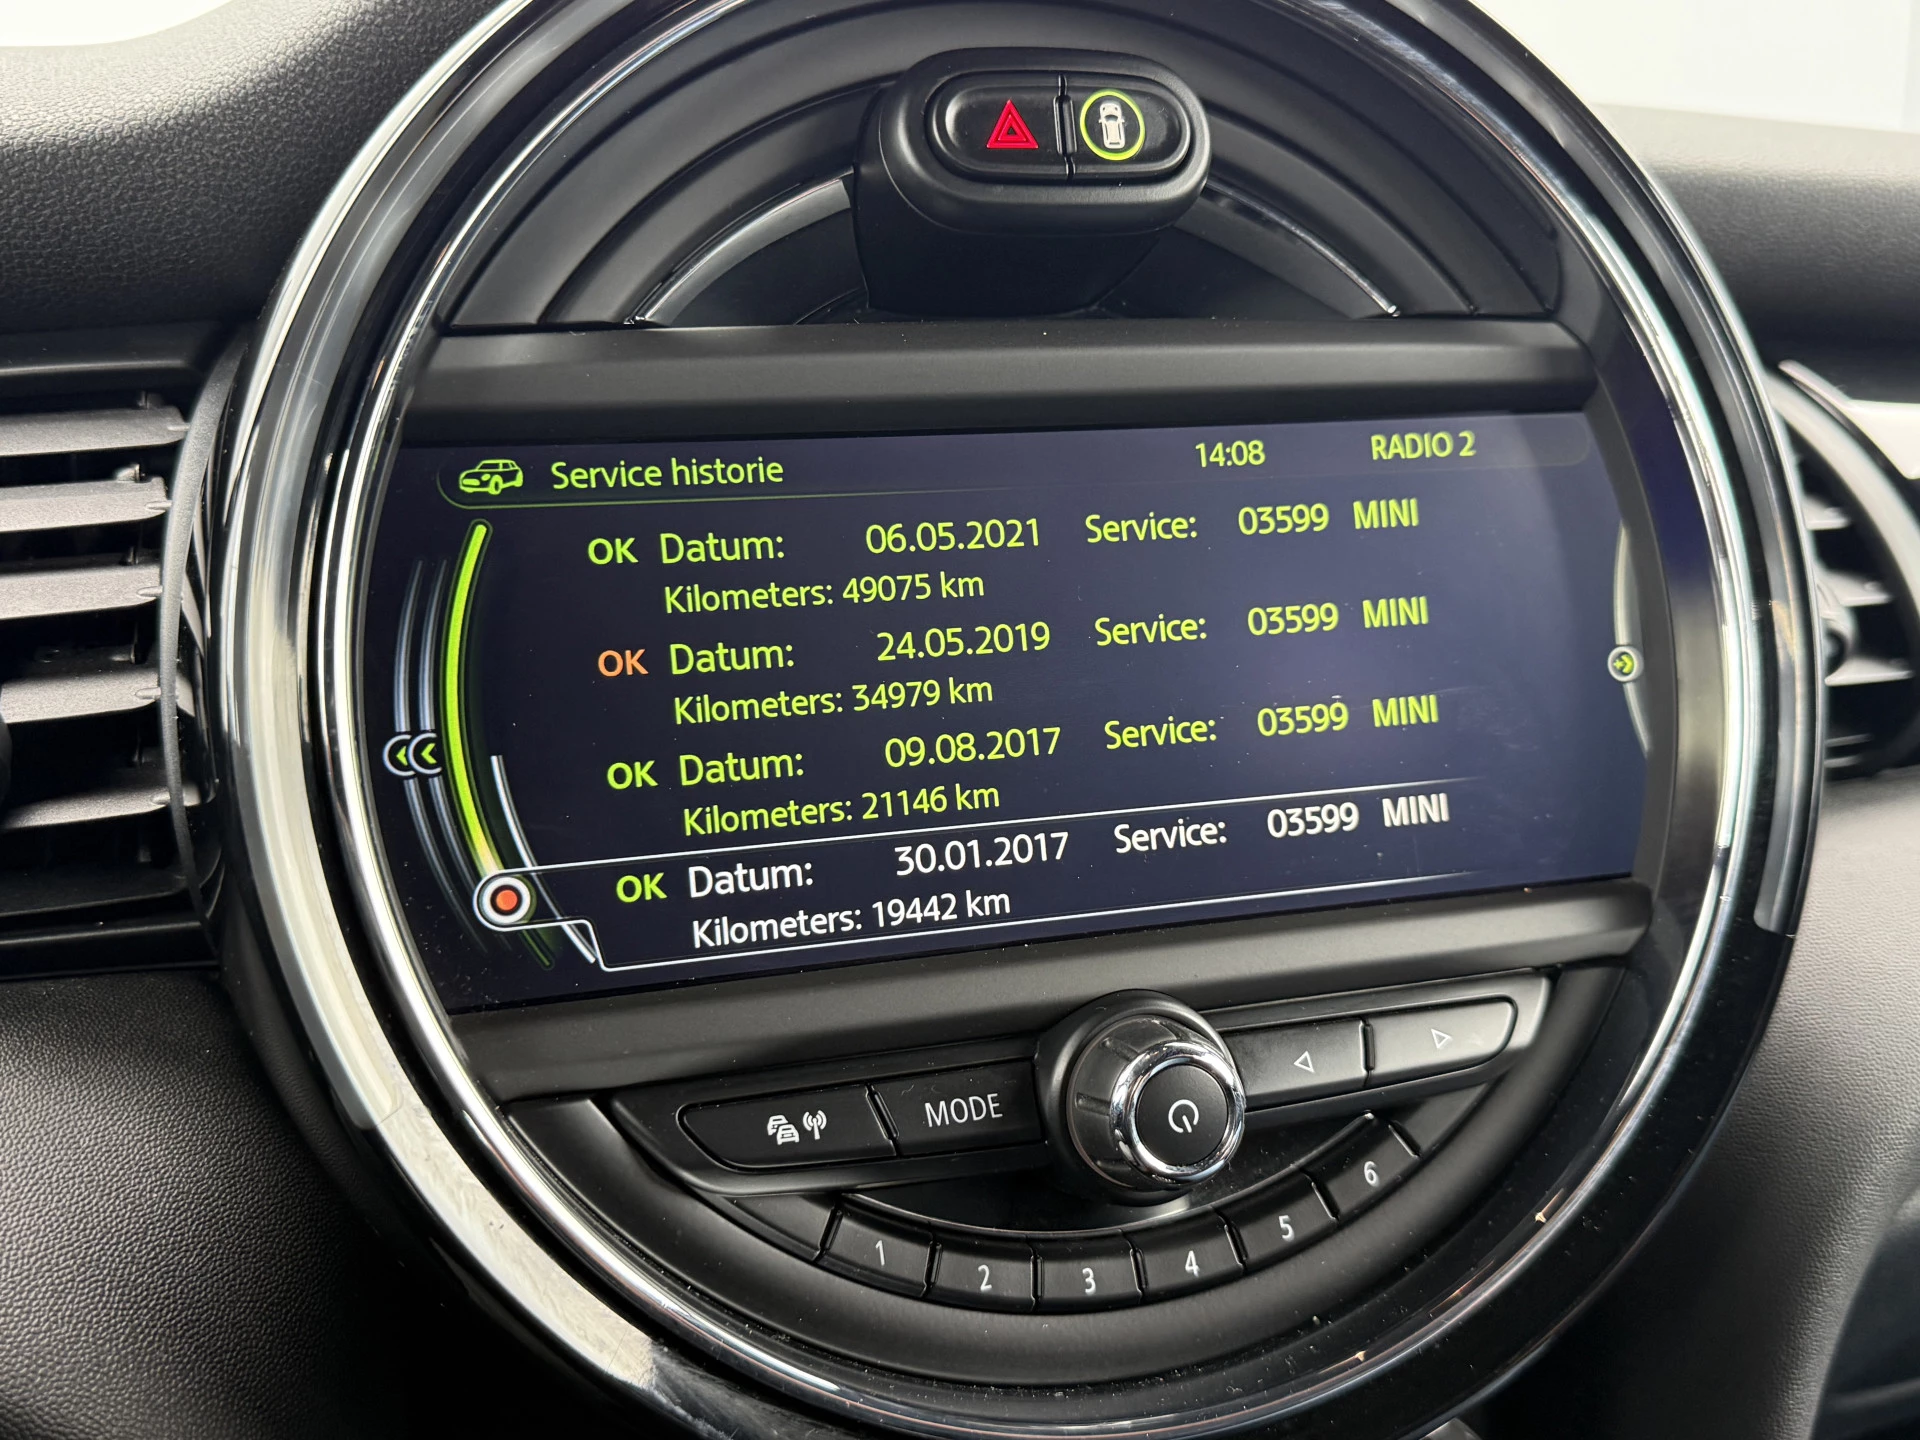 Service historie 14:08 RADIO 2
OK Datum: 06.05.2021 Service: 03599 MINI
Kilometers: 49075 km
OK Datum: 24.05.2019 Service: 03599 MINI
Kilometers: 34979 km
OK Datum: 09.08.2017 Service: 03599 MINI
Kilometers: 21146 km
OK Datum: 30.01.2017 Service: 03599 MINI
Kilometers: 19442 km
MODE
1 2 3 4 5 6